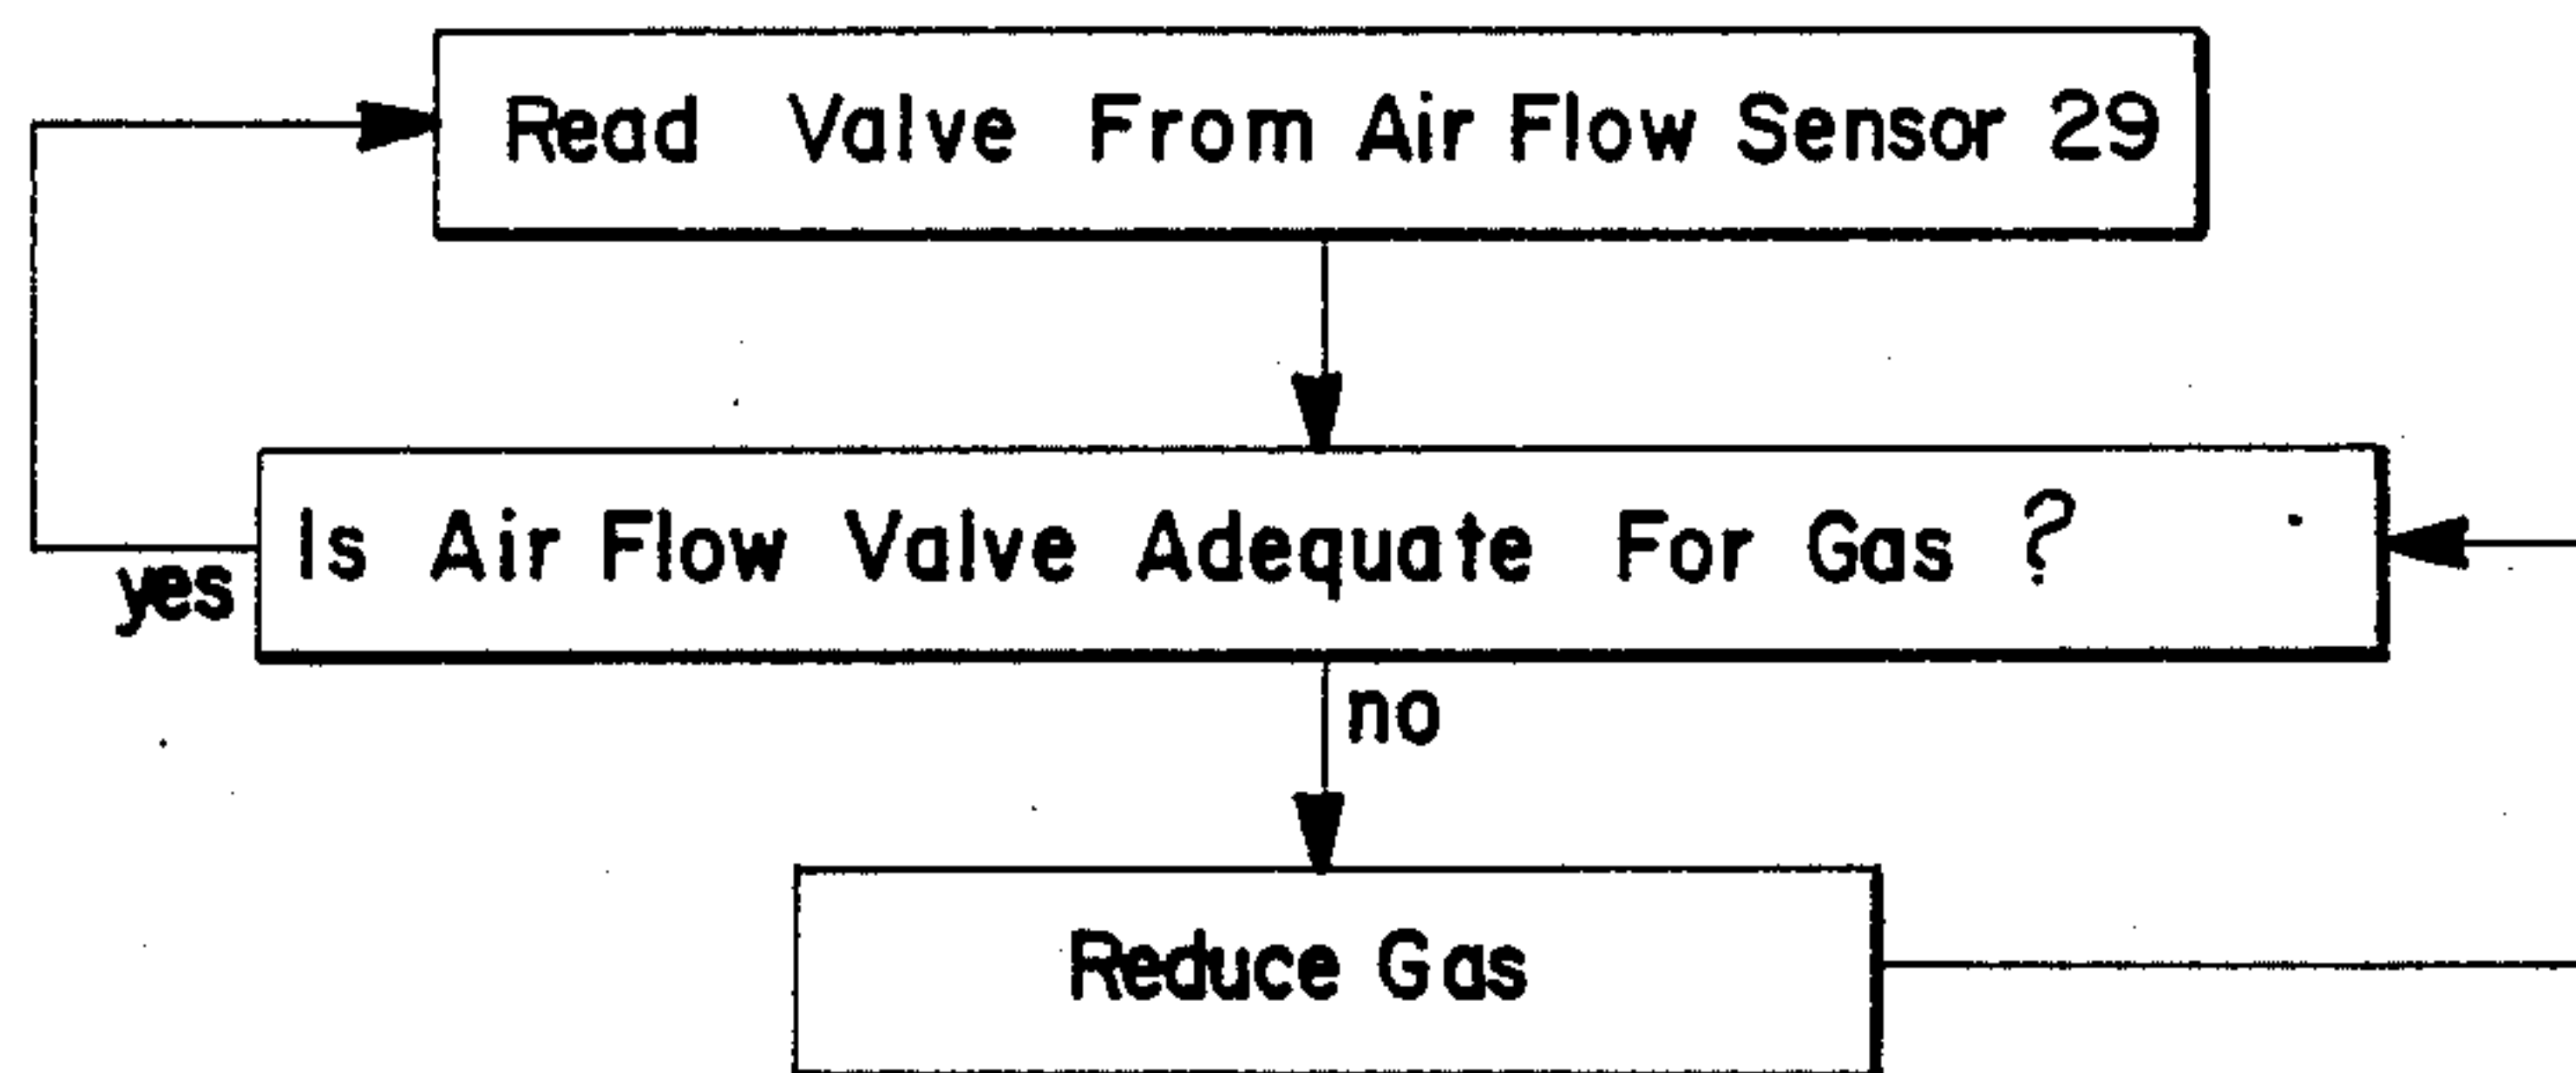 Read Valve From Air Flow Sensor 29
Is Air Flow Valve Adequate For Gas ?
yes
no
Reduce Gas